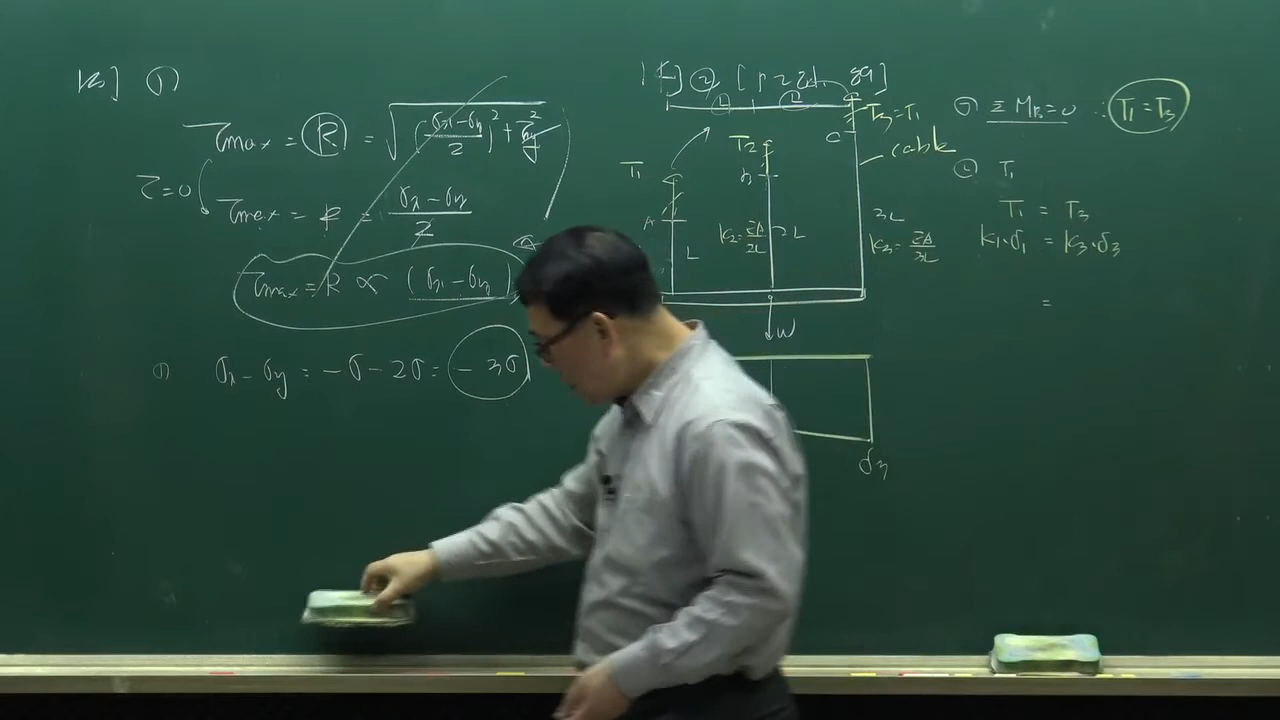 ①
τmax = R = √((σx-σy)/2)² + τxy²
τ=0
τmax = R = (σx-σy)/2
τmax = R ∝ (σx-σy)
① σx-σy = -σ-2σ = -3σ
② [P=2차
T3=T1
C
cable
T2
T1
B
A
L
K2=EA/2L
2L
3L
K3=EA/3L
W
δ3
㉠ ΣMB=0 ∴ T1=T3
㉡ T1
T1 = T3
K1·δ1 = K3·δ3
=